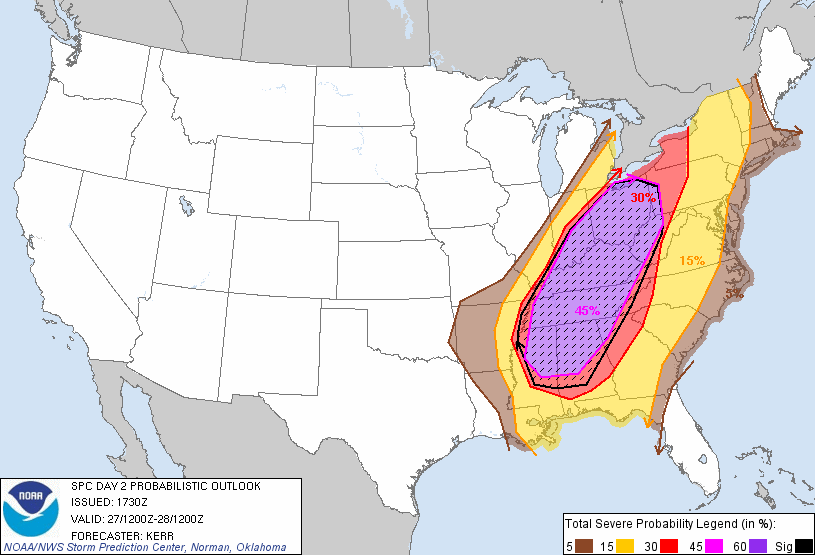 30%
15%
5%
45%
NOAA
SPC DAY 2 PROBABILISTIC OUTLOOK
ISSUED: 1730Z
VALID: 27/1200Z-28/1200Z
FORECASTER: KERR
NOAA/NWS Storm Prediction Center, Norman, Oklahoma
Total Severe Probability Legend (in %):
5 15 30 45 60 Sig